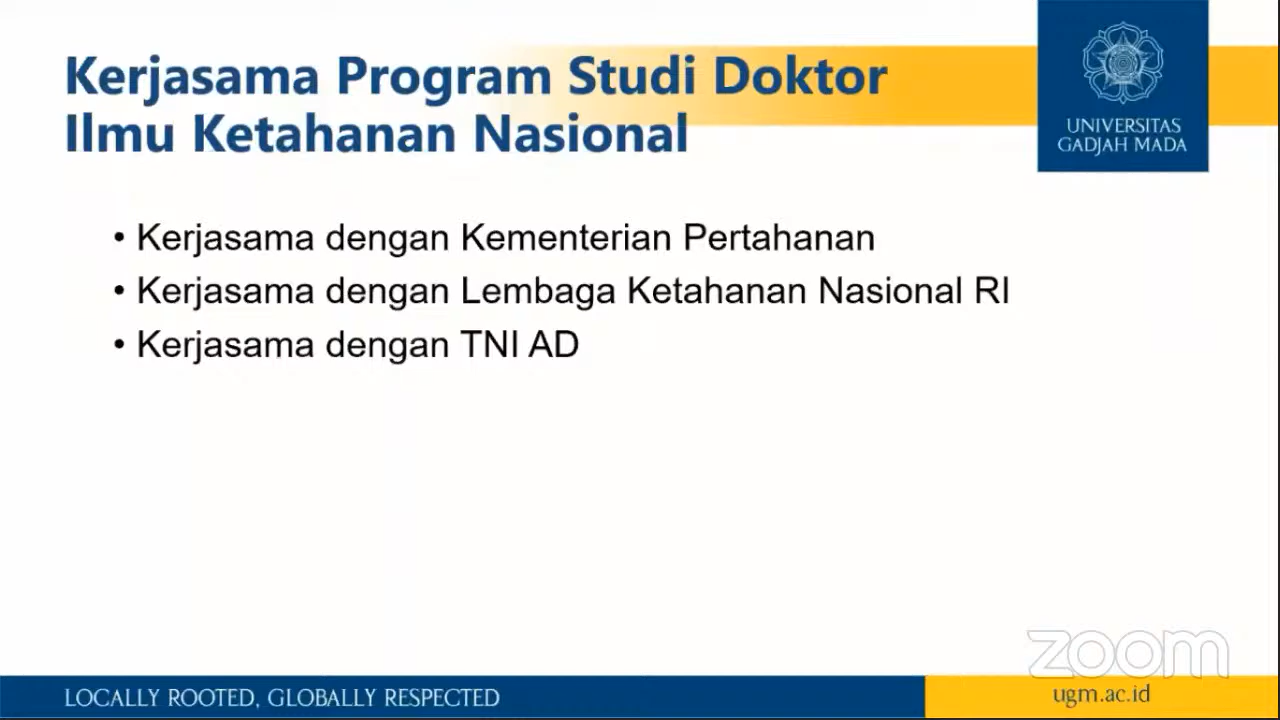 Kerjasama Program Studi Doktor
Ilmu Ketahanan Nasional
UNIVERSITAS
GADJAH MADA
• Kerjasama dengan Kementerian Pertahanan
• Kerjasama dengan Lembaga Ketahanan Nasional RI
• Kerjasama dengan TNI AD
zoom
LOCALLY ROOTED, GLOBALLY RESPECTED
ugm.ac.id